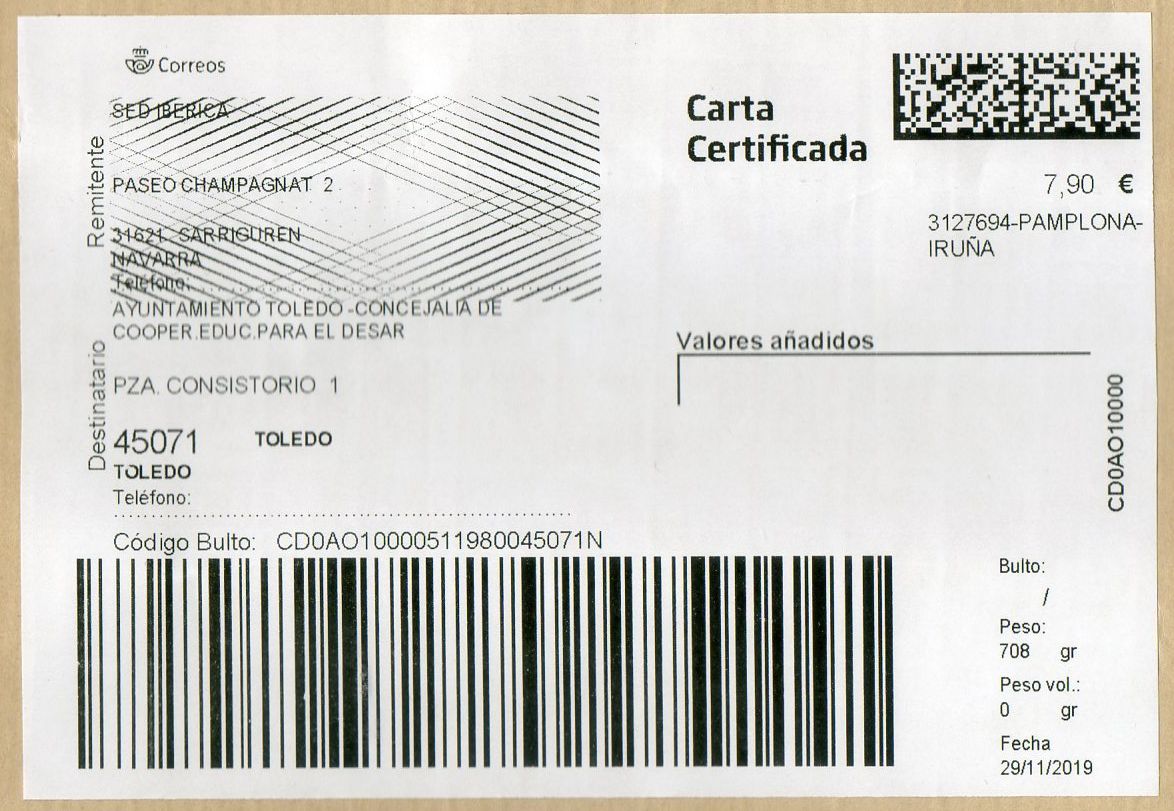 Correos
Remitente
SED IBERICA
PASEO CHAMPAGNAT 2
31621 SARRIGUREN
NAVARRA
Teléfono:
Destinatario
AYUNTAMIENTO TOLEDO -CONCEJALIA DE
COOPER.EDUC.PARA EL DESAR
PZA. CONSISTORIO 1
45071 TOLEDO
TOLEDO
Teléfono:
Código Bulto: CD0AO10000511980045071N
Carta
Certificada
7,90 €
3127694-PAMPLONA-
IRUÑA
Valores añadidos
CD0AO10000
Bulto:
/
Peso:
708 gr
Peso vol.:
0 gr
Fecha
29/11/2019